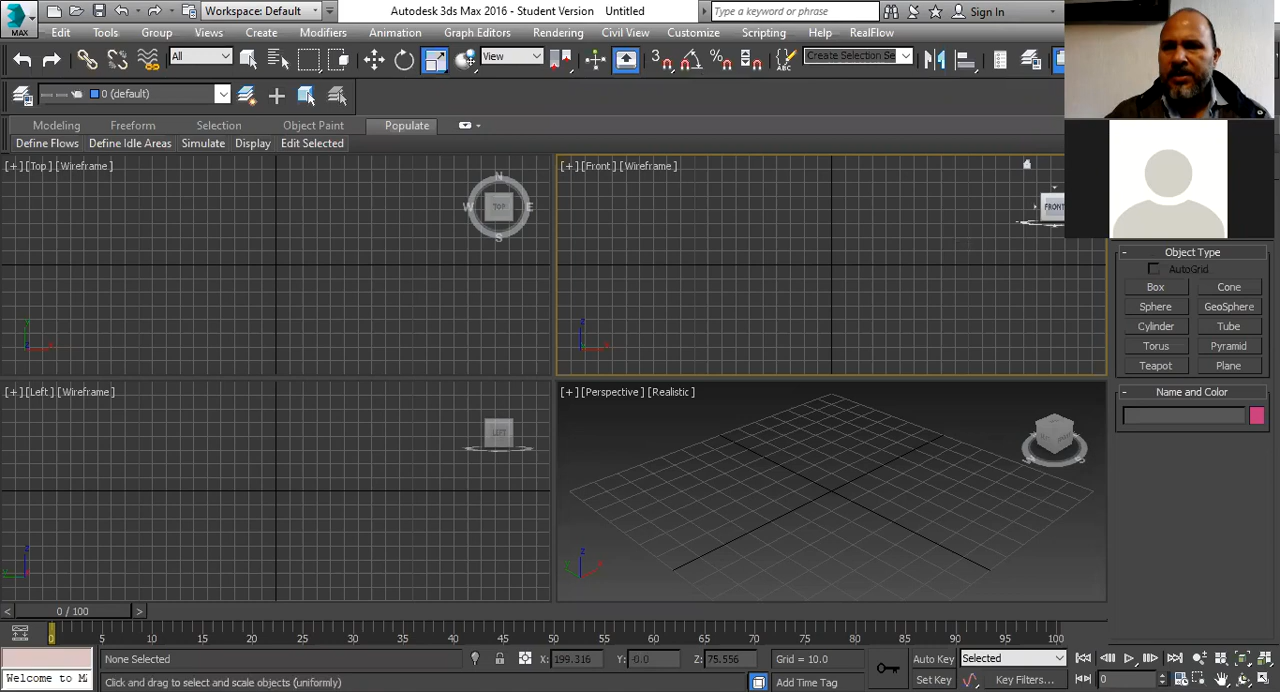 MAX Workspace: Default Autodesk 3ds Max 2016 - Student Version Untitled Type a keyword or phrase Sign In
Edit Tools Group Views Create Modifiers Animation Graph Editors Rendering Civil View Customize Scripting Help RealFlow
All View 3 Create Selection Se
0 (default)
Modeling Freeform Selection Object Paint Populate
Define Flows Define Idle Areas Simulate Display Edit Selected
[+] [Top] [Wireframe] [+] [Front] [Wireframe]
N
W TOP E FRONT
S
[+] [Left] [Wireframe] [+] [Perspective] [Realistic]
LEFT
Object Type
AutoGrid
Box Cone
Sphere GeoSphere
Cylinder Tube
Torus Pyramid
Teapot Plane
Name and Color
< 0 / 100 >
0 5 10 15 20 25 30 35 40 45 50 55 60 65 70 75 80 85 90 95 100
None Selected X: 199.316 Y: -0.0 Z: 75.556 Grid = 10.0 Auto Key Selected
Welcome to M Click and drag to select and scale objects (uniformly) Add Time Tag Set Key Key Filters... 0